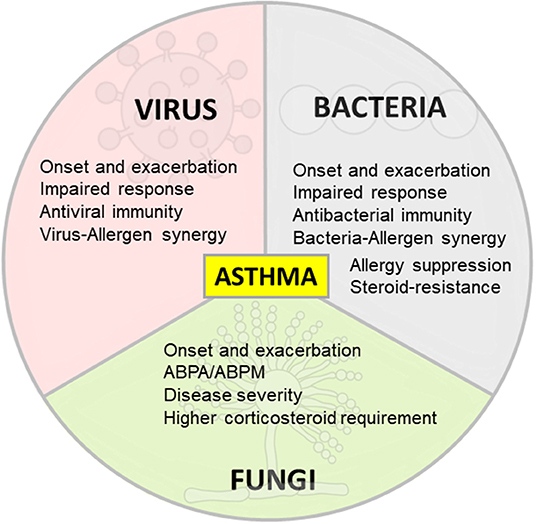 VIRUS
Onset and exacerbation
Impaired response
Antiviral immunity
Virus-Allergen synergy
BACTERIA
Onset and exacerbation
Impaired response
Antibacterial immunity
Bacteria-Allergen synergy
Allergy suppression
Steroid-resistance
ASTHMA
Onset and exacerbation
ABPA/ABPM
Disease severity
Higher corticosteroid requirement
FUNGI